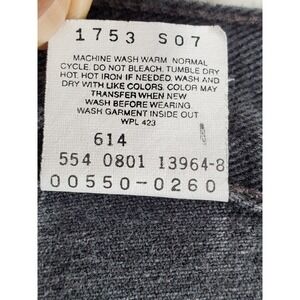 1753 S07
MACHINE WASH WARM NORMAL
CYCLE. DO NOT BLEACH. TUMBLE DRY
HOT. HOT IRON IF NEEDED. WASH AND
DRY WITH LIKE COLORS. COLOR MAY
TRANSFER WHEN NEW
WASH BEFORE WEARING.
WASH GARMENT INSIDE OUT
WPL 423
614
554 0801 13964-8
00550-0260